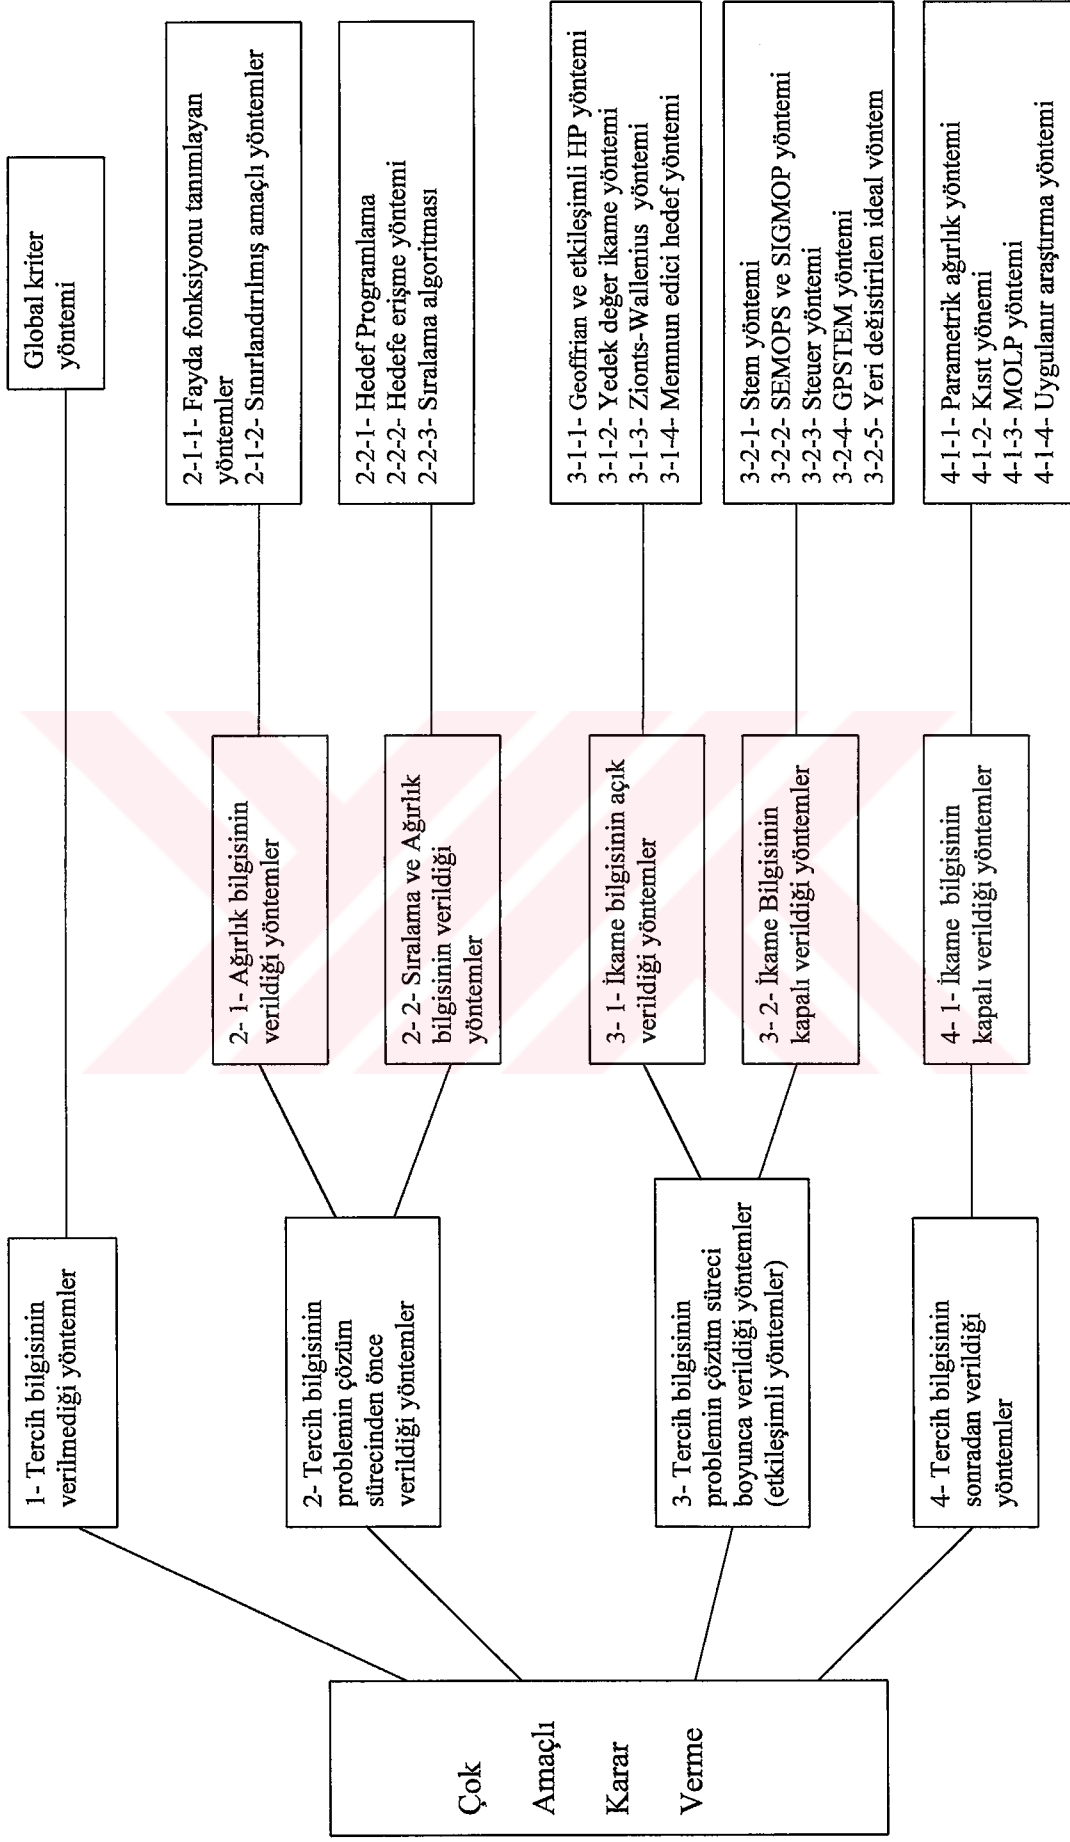 Çok
Amaçlı
Karar
Verme
1- Tercih bilgisinin
verilmediği yöntemler
Global kriter
yöntemi
2- Tercih bilgisinin
problemin çözüm
sürecinden önce
verildiği yöntemler
2- 1- Ağırlık bilgisinin
verildiği yöntemler
2-1-1- Fayda fonksiyonu tanımlayan
yöntemler
2-1-2- Sınırlandırılmış amaçlı yöntemler
2- 2- Sıralama ve Ağırlık
bilgisinin verildiği
yöntemler
2-2-1- Hedef Programlama
2-2-2- Hedefe erişme yöntemi
2-2-3- Sıralama algoritması
3- Tercih bilgisinin
problemin çözüm süreci
boyunca verildiği yöntemler
(etkileşimli yöntemler)
3- 1- İkame bilgisinin açık
verildiği yöntemler
3-1-1- Geoffrian ve etkileşimli HP yöntemi
3-1-2- Yedek değer ikame yöntemi
3-1-3- Zionts-Wallenius yöntemi
3-1-4- Memnun edici hedef yöntemi
3- 2- İkame Bilgisinin
kapalı verildiği yöntemler
3-2-1- Stem yöntemi
3-2-2- SEMOPS ve SIGMOP yöntemi
3-2-3- Steuer yöntemi
3-2-4- GPSTEM yöntemi
3-2-5- Yeri değiştirilen ideal yöntem
4- Tercih bilgisinin
sonradan verildiği
yöntemler
4- 1- İkame bilgisinin
kapalı verildiği yöntemler
4-1-1- Parametrik ağırlık yöntemi
4-1-2- Kısıt yönemi
4-1-3- MOLP yöntemi
4-1-4- Uygulanır araştırma yöntemi